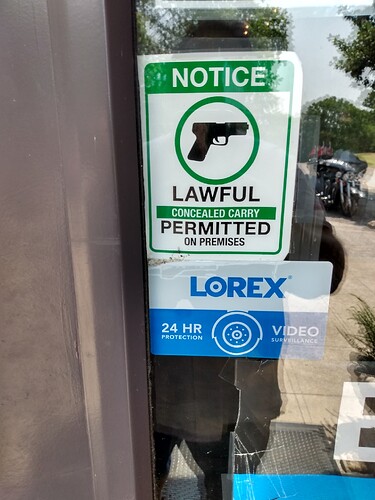 NOTICE
LAWFUL
CONCEALED CARRY
PERMITTED
ON PREMISES
LOREX®
24 HR VIDEO
PROTECTION SURVEILLANCE